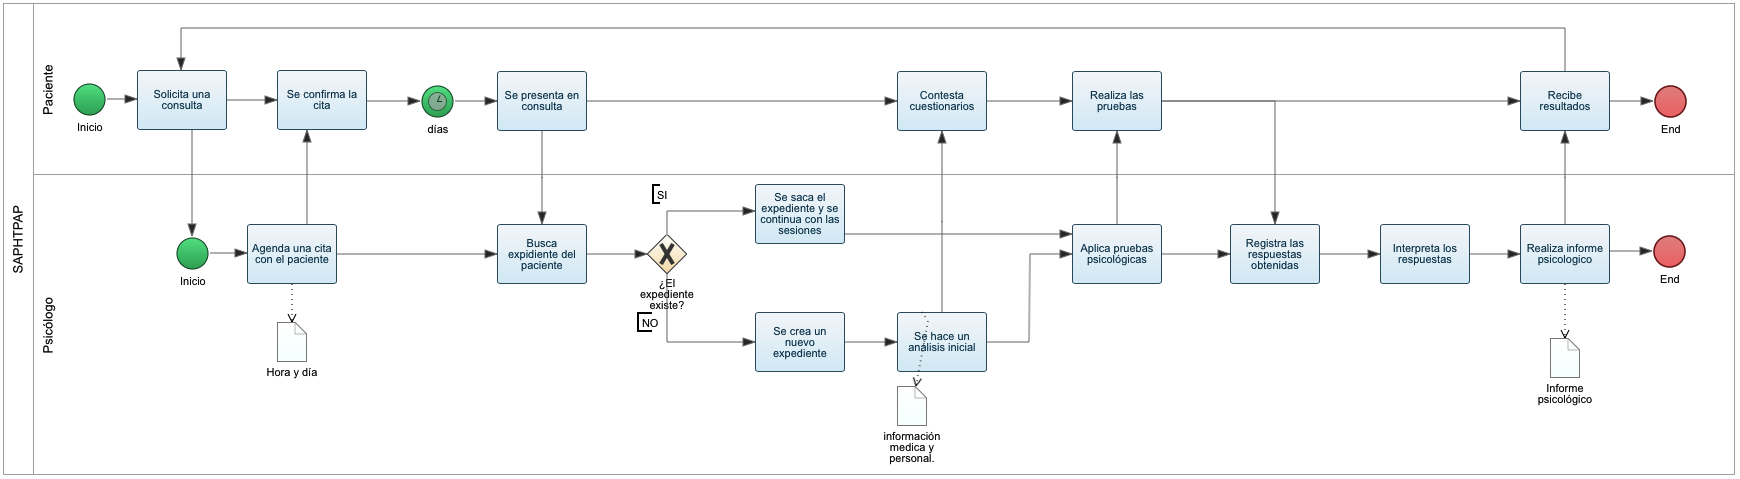 SAPHTPAP
Paciente
Inicio
Solicita una
consulta
Se confirma la
cita
días
Se presenta en
consulta
Contesta
cuestionarios
Realiza las
pruebas
Recibe
resultados
End
Psicólogo
Inicio
Agenda una cita
con el paciente
Hora y día
Busca
expidiente del
paciente
¿El
expediente
existe?
SI
NO
Se saca el
expediente y se
continua con las
sesiones
Se crea un
nuevo
expediente
Se hace un
análisis inicial
información
medica y
personal.
Aplica pruebas
psicológicas
Registra las
respuestas
obtenidas
Interpreta los
respuestas
Realiza informe
psicologico
Informe
psicológico
End